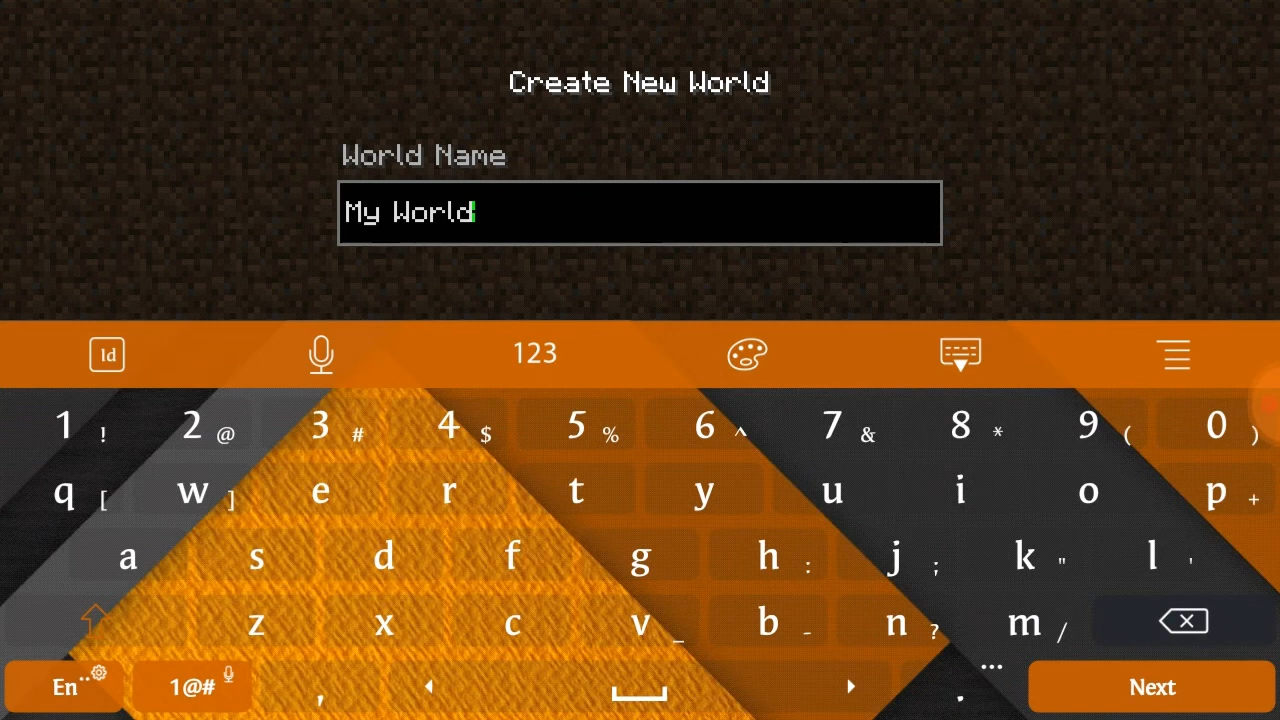 Create New World
World Name
My World
Id 123
1 ! 2 @ 3 # 4 $ 5 % 6 ^ 7 & 8 * 9 ( 0 )
q [ w ] e r t y u i o p +
a s d f g h : j ; k " l '
z x c v _ b - n ? m /
En 1@# , . ... Next